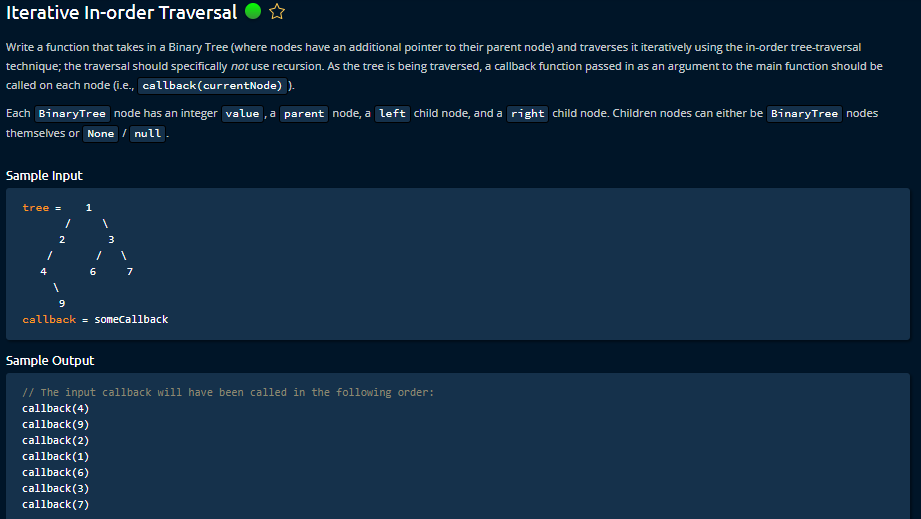 Iterative In-order Traversal
Write a function that takes in a Binary Tree (where nodes have an additional pointer to their parent node) and traverses it iteratively using the in-order tree-traversal
technique; the traversal should specifically not use recursion. As the tree is being traversed, a callback function passed in as an argument to the main function should be
called on each node (i.e., callback(currentNode) ).
Each BinaryTree node has an integer value , a parent node, a left child node, and a right child node. Children nodes can either be BinaryTree nodes
themselves or None / null .
Sample Input
tree = 1
/ \
2 3
/ / \
4 6 7
\
9
callback = someCallback
Sample Output
// The input callback will have been called in the following order:
callback(4)
callback(9)
callback(2)
callback(1)
callback(6)
callback(3)
callback(7)